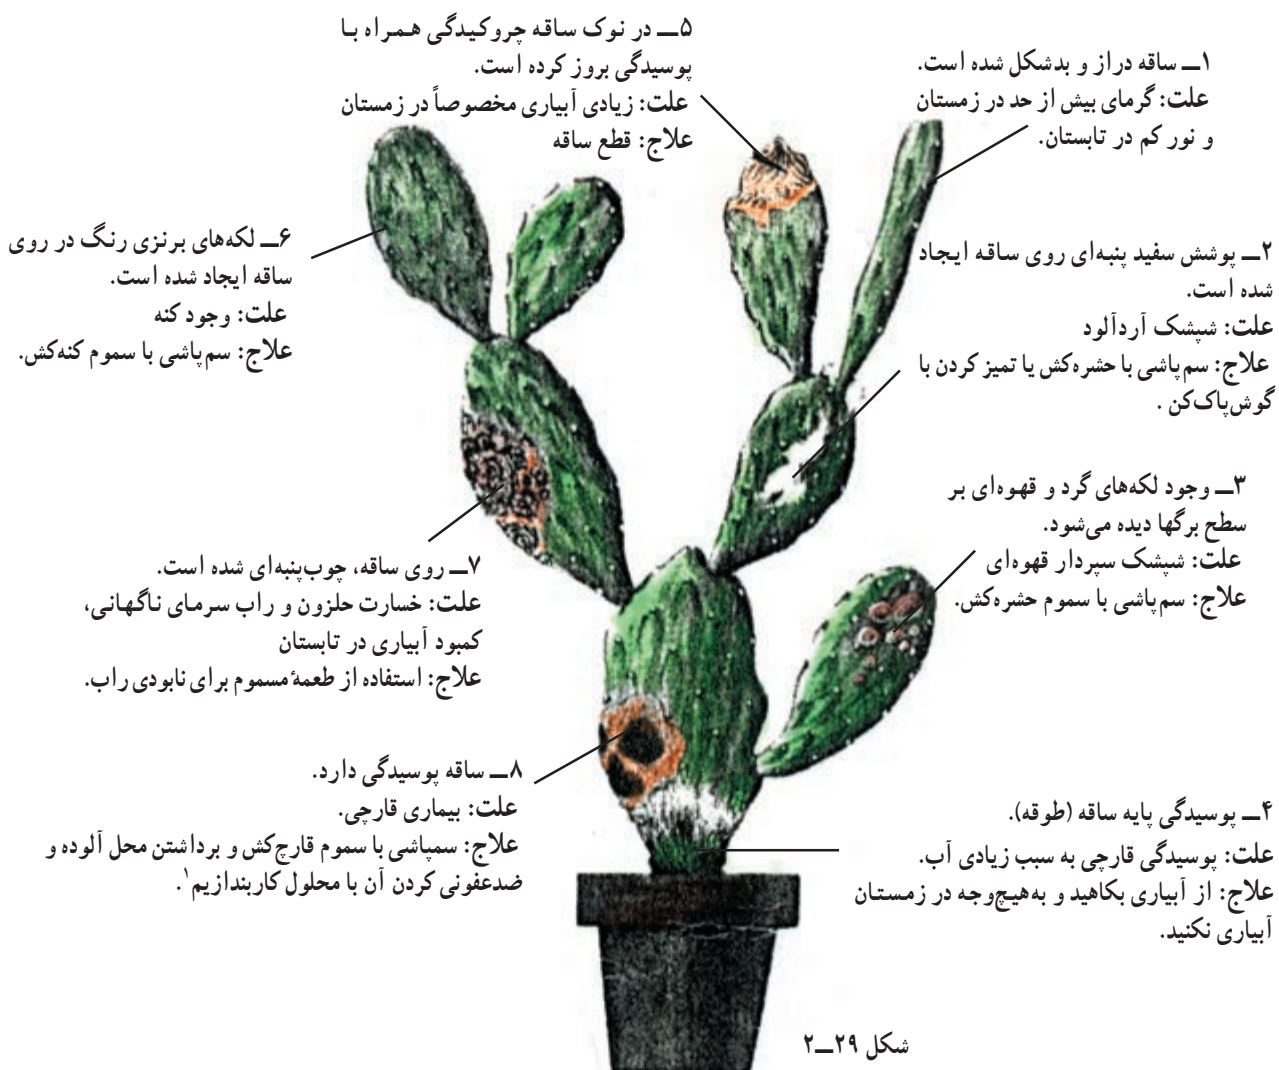 ۱ــ ساقه دراز و بدشکل شده است.
علت: گرمای بیش از حد در زمستان
و نور کم در تابستان.
۲ــ پوشش سفید پنبه‌ای روی ساقه ایجاد
شده است.
علت: شپشک آردآلود
علاج: سم‌پاشی با حشره‌کش یا تمیز کردن با
گوش‌پاک‌کن .
۳ــ وجود لکه‌های گرد و قهوه‌ای بر
سطح برگها دیده می‌شود.
علت: شپشک سپردار قهوه‌ای
علاج: سم‌پاشی با سموم حشره‌کش.
۴ــ پوسیدگی پایه ساقه (طوقه).
علت: پوسیدگی قارچی به سبب زیادی آب.
علاج: از آبیاری بکاهید و به‌هیچ‌وجه در زمستان
آبیاری نکنید.
۵ــ در نوک ساقه چروکیدگی همراه با
پوسیدگی بروز کرده است.
علت: زیادی آبیاری مخصوصاً در زمستان
علاج: قطع ساقه
۶ــ لکه‌های برنزی رنگ در روی
ساقه ایجاد شده است.
علت: وجود کنه
علاج: سم‌پاشی با سموم کنه‌کش.
۷ــ روی ساقه، چوب‌پنبه‌ای شده است.
علت: خسارت حلزون و راب سرمای ناگهانی،
کمبود آبیاری در تابستان
علاج: استفاده از طعمهٔ مسموم برای نابودی راب.
۸ــ ساقه پوسیدگی دارد.
علت: بیماری قارچی.
علاج: سمپاشی با سموم قارچ‌کش و برداشتن محل آلوده و
ضدعفونی کردن آن با محلول کاربندازیم۱.
شکل ۲۹ــ۲